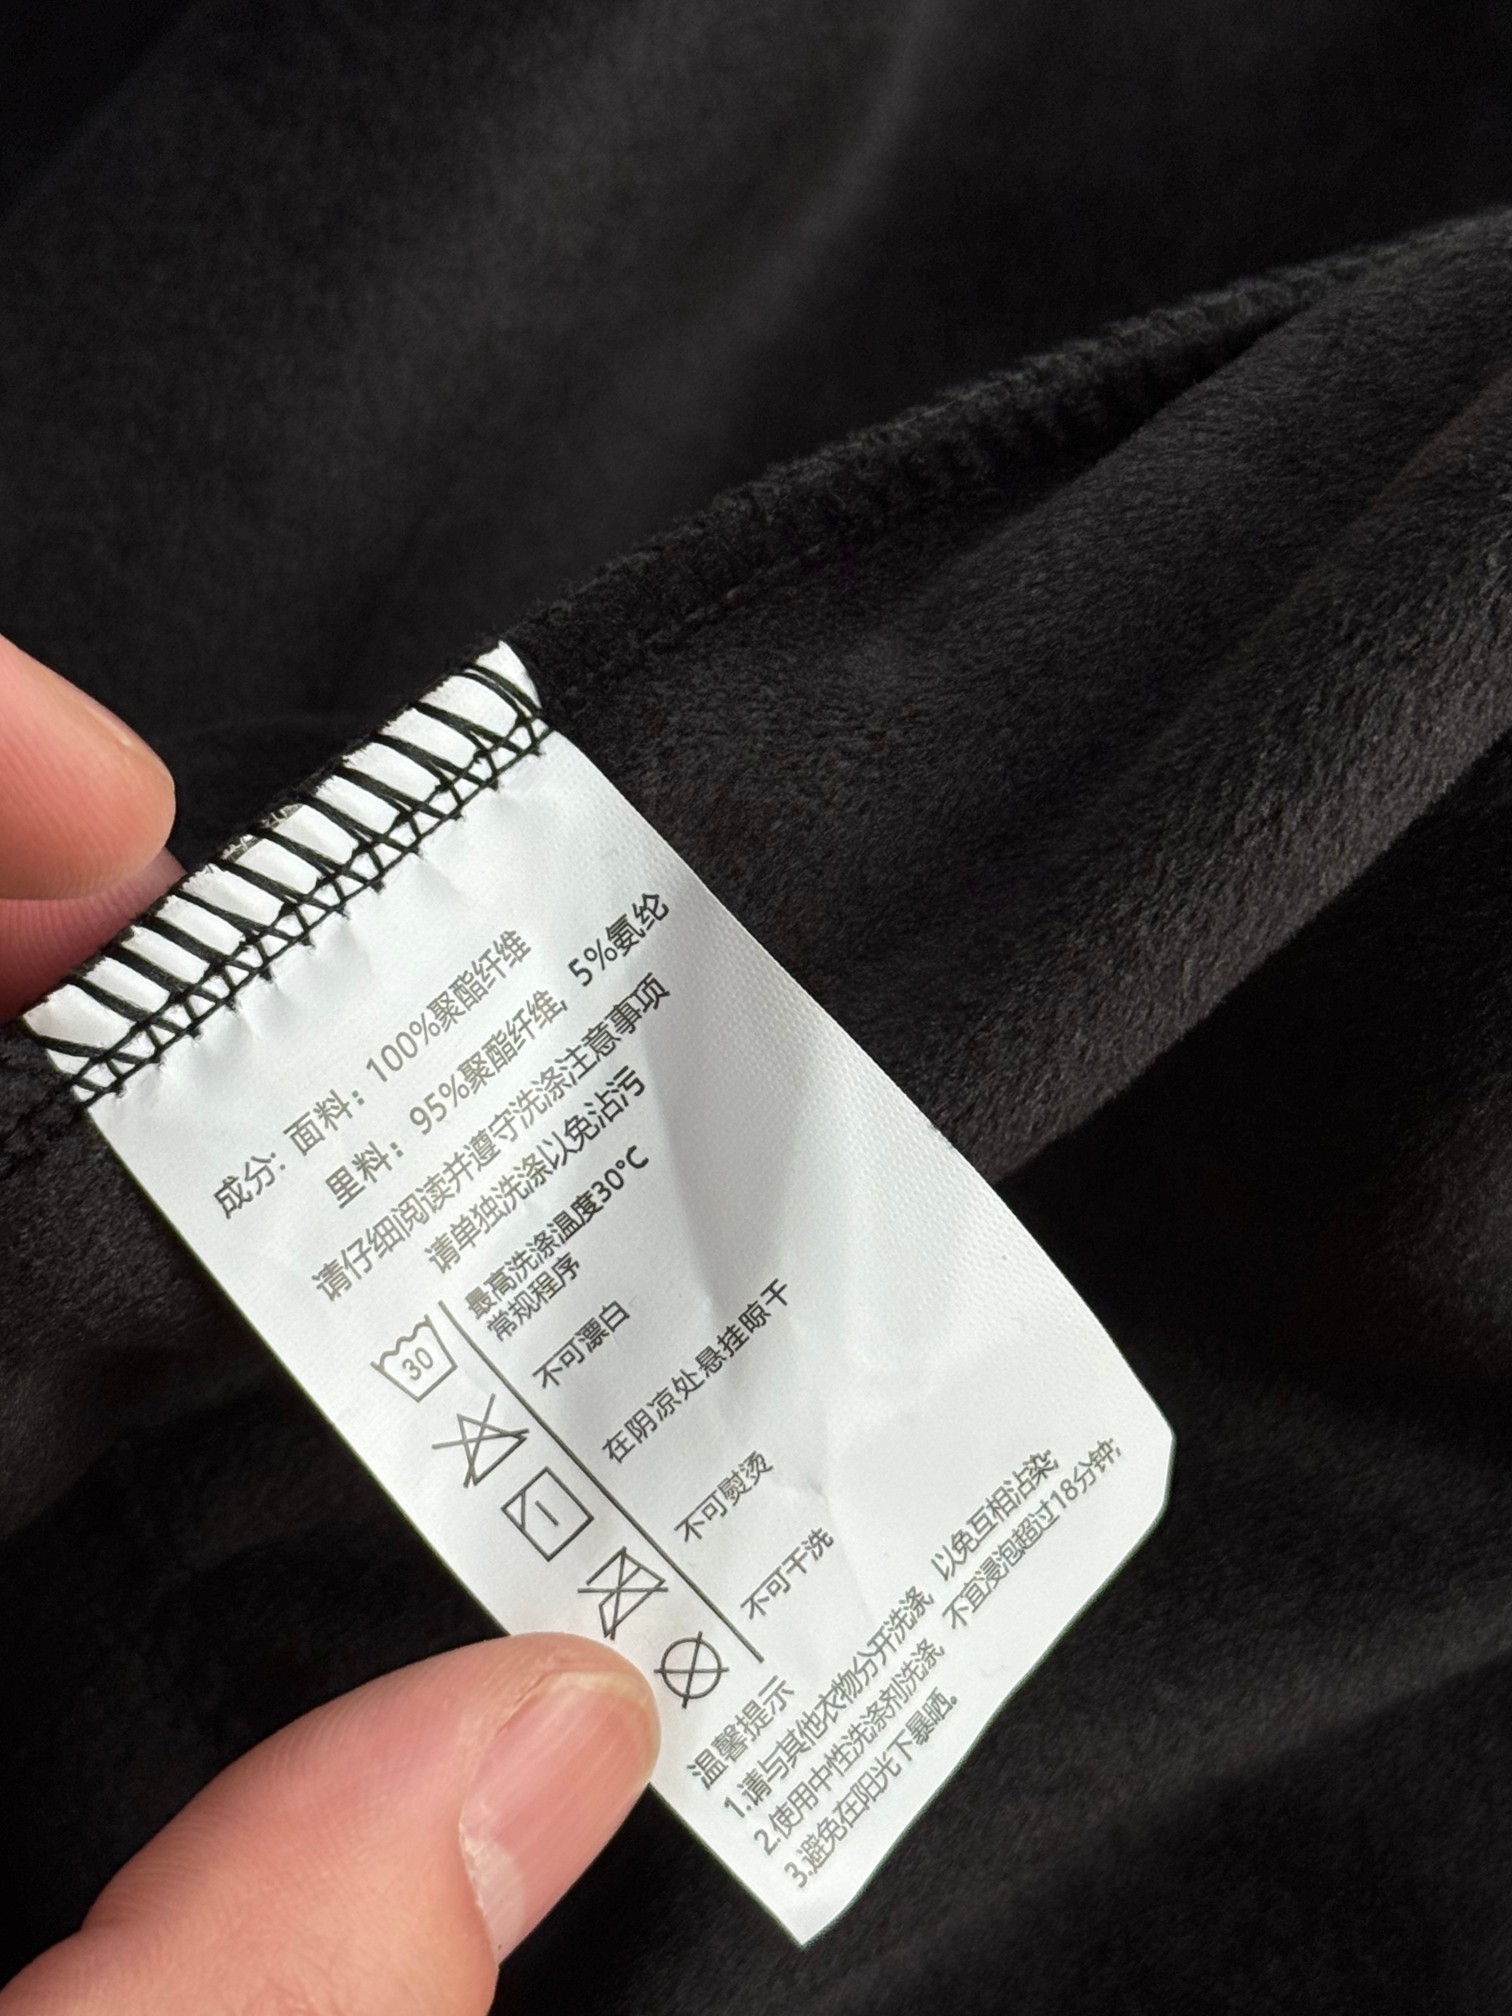 成分: 面料: 100%聚酯纤维
里料: 95%聚酯纤维, 5%氨纶
请仔细阅读并遵守洗涤注意事项
请单独洗涤以免沾污
最高洗涤温度30℃
常规程序
30
不可漂白
在阴凉处悬挂晾干
不可熨烫
不可干洗
温馨提示
1.请与其他衣物分开洗涤, 以免互相沾染;
2.使用中性洗涤剂洗涤, 不宜浸泡超过18分钟;
3.避免在阳光下暴晒。